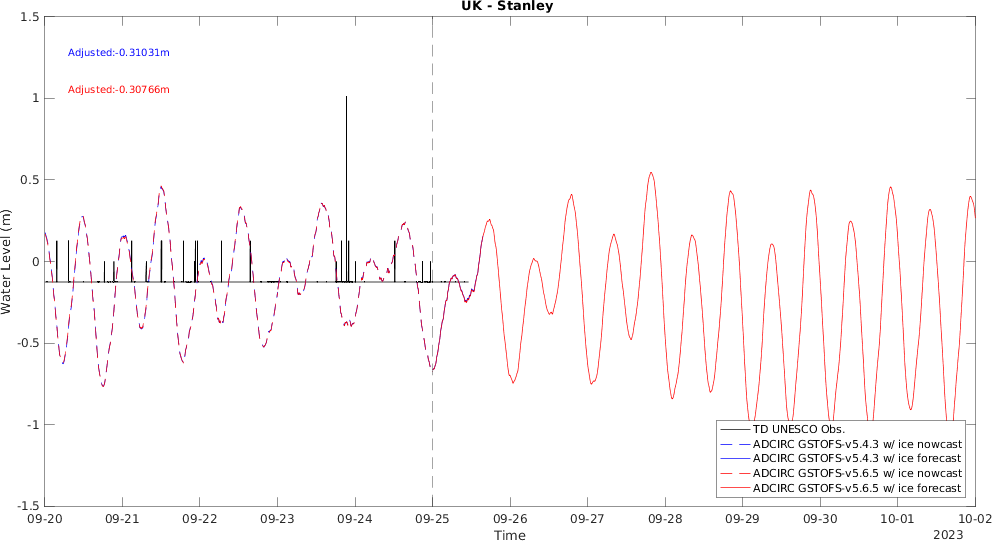 UK - Stanley
Adjusted:-0.31031m
Adjusted:-0.30766m
Water Level (m)
1.5
1
0.5
0
-0.5
-1
-1.5
TD UNESCO Obs.
ADCIRC GSTOFS-v5.4.3 w/ ice nowcast
ADCIRC GSTOFS-v5.4.3 w/ ice forecast
ADCIRC GSTOFS-v5.6.5 w/ ice nowcast
ADCIRC GSTOFS-v5.6.5 w/ ice forecast
09-20 09-21 09-22 09-23 09-24 09-25 09-26 09-27 09-28 09-29 09-30 10-01 10-02
Time
2023